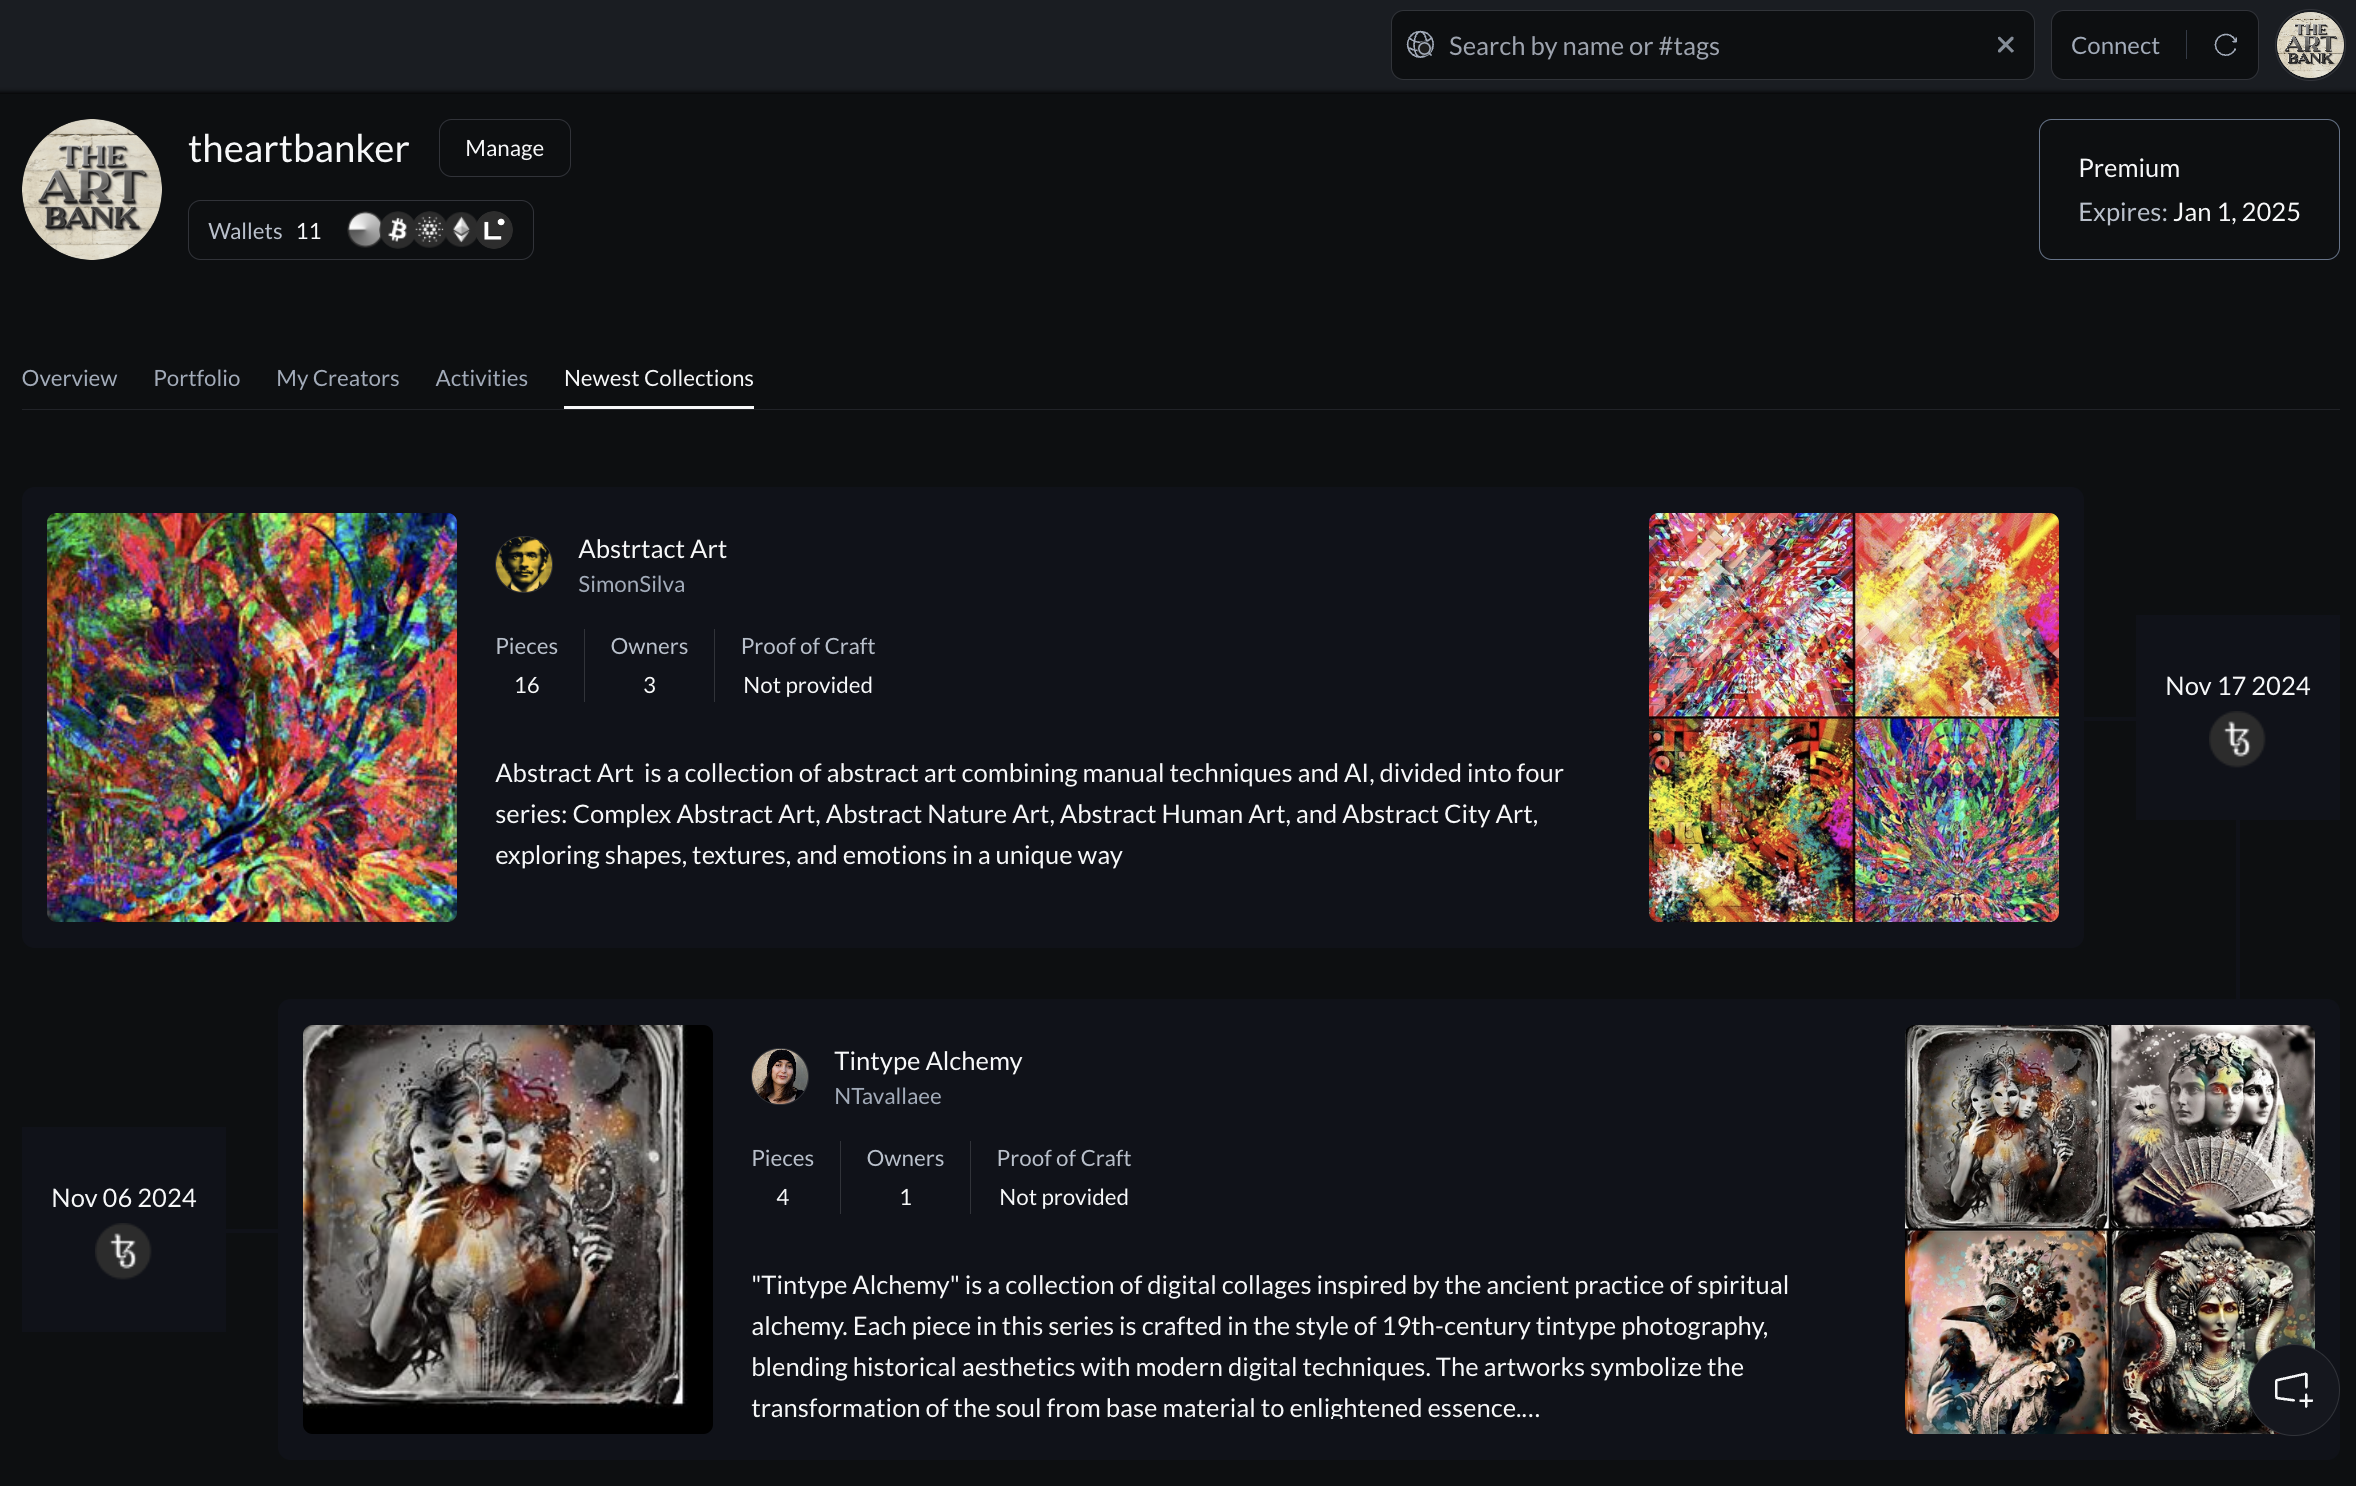 Search by name or #tags
Connect
THE
ART
BANK
THE
ART
BANK
theartbanker
Manage
Wallets 11
Premium
Expires: Jan 1, 2025
Overview
Portfolio
My Creators
Activities
Newest Collections
Abstrtact Art
SimonSilva
Pieces
16
Owners
3
Proof of Craft
Not provided
Abstract Art  is a collection of abstract art combining manual techniques and AI, divided into four
series: Complex Abstract Art, Abstract Nature Art, Abstract Human Art, and Abstract City Art,
exploring shapes, textures, and emotions in a unique way
Nov 17 2024
Nov 06 2024
Tintype Alchemy
NTavallaee
Pieces
4
Owners
1
Proof of Craft
Not provided
"Tintype Alchemy" is a collection of digital collages inspired by the ancient practice of spiritual
alchemy. Each piece in this series is crafted in the style of 19th-century tintype photography,
blending historical aesthetics with modern digital techniques. The artworks symbolize the
transformation of the soul from base material to enlightened essence....